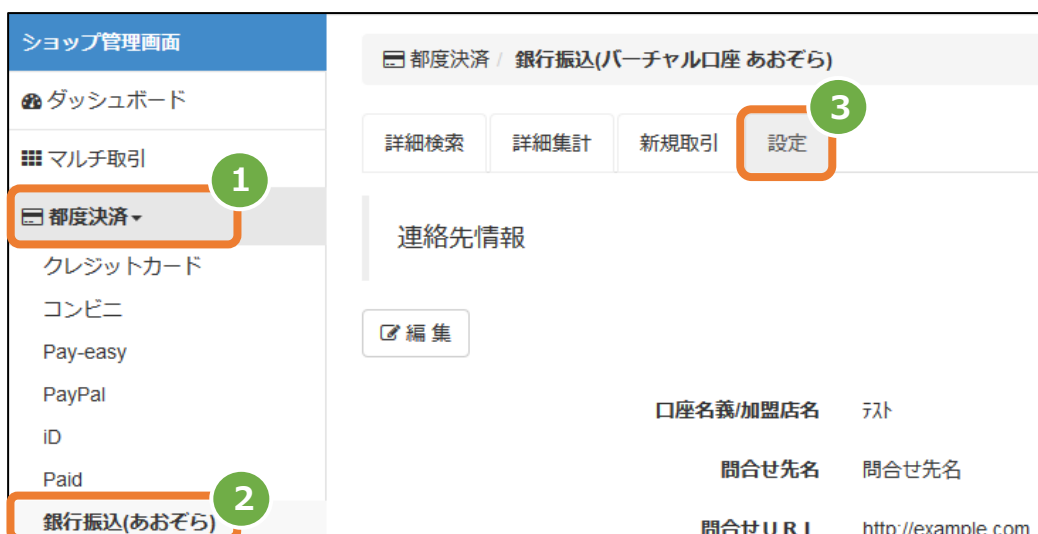 ショップ管理画面
ダッシュボード
マルチ取引
1
都度決済
クレジットカード
コンビニ
Pay-easy
PayPal
iD
Paid
2
銀行振込(あおぞら)
都度決済 / 銀行振込(バーチャル口座 あおぞら)
3
詳細検索 詳細集計 新規取引 設定
連絡先情報
編 集
口座名義/加盟店名 ﾃｽﾄ
問合せ先名 問合せ先名
問合せＵＲＬ http://example.com